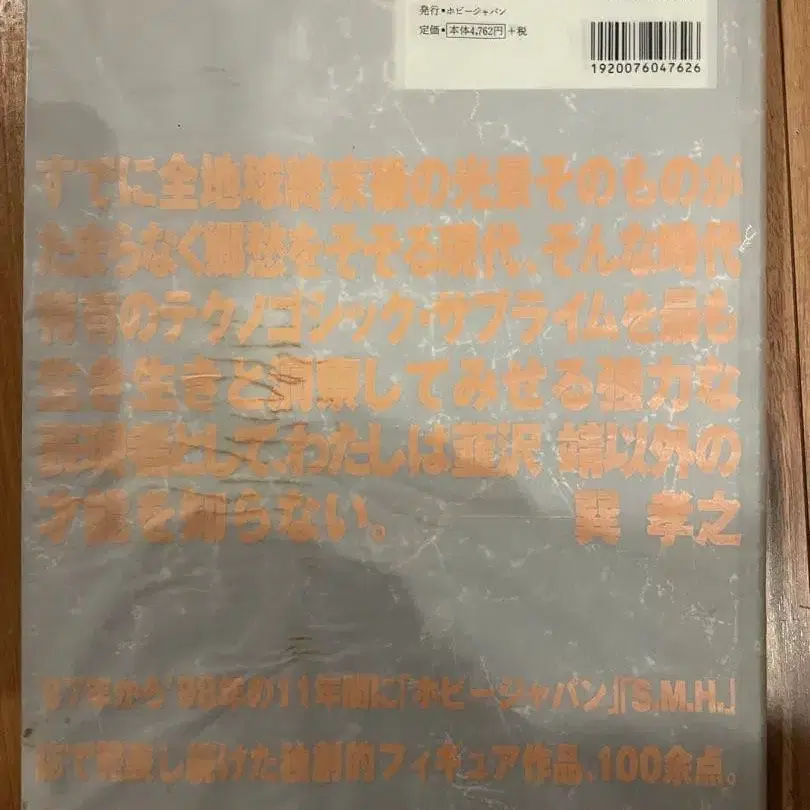 発行・ホビージャパン
定価・本体4,762円+税
1920076047626
すでに全地球終末後の光景そのものが
たまらなく郷愁をそそる現代、そんな時代
特有のテクノゴシック・サブライムを最も
生き生きと洞察してみせる強力な
表現者として、わたしは韮沢 靖以外の
才能を知らない。 巽 孝之
'87年から'98年の11年間に「ホビージャパン」「S.M.H.」
で発表し続けた独創的フィギュア作品、100余点。